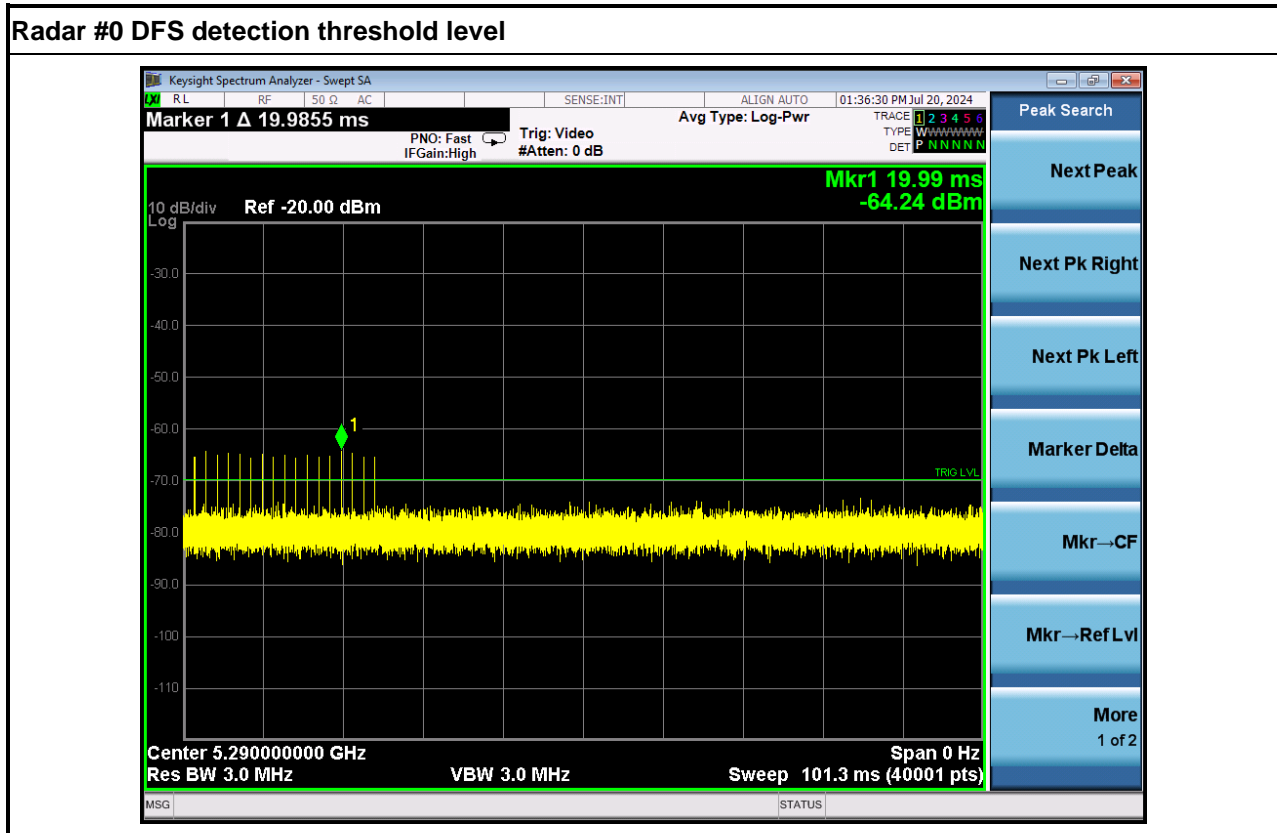 Radar #0 DFS detection threshold level
Keysight Spectrum Analyzer - Swept SA
LXI RL RF 50 Ω AC SENSE:INT ALIGN AUTO 01:36:30 PM Jul 20, 2024
Marker 1 Δ 19.9855 ms
PNO: Fast
IFGain:High
Trig: Video
#Atten: 0 dB
Avg Type: Log-Pwr
TRACE 1 2 3 4 5 6
TYPE WWWWWW
DET P N N N N N
Mkr1 19.99 ms
-64.24 dBm
10 dB/div Ref -20.00 dBm
Log
-30.0
-40.0
-50.0
-60.0
-70.0
-80.0
-90.0
-100
-110
1
TRIG LVL
Center 5.290000000 GHz Span 0 Hz
Res BW 3.0 MHz VBW 3.0 MHz Sweep 101.3 ms (40001 pts)
MSG STATUS
Peak Search
Next Peak
Next Pk Right
Next Pk Left
Marker Delta
Mkr→CF
Mkr→Ref Lvl
More
1 of 2